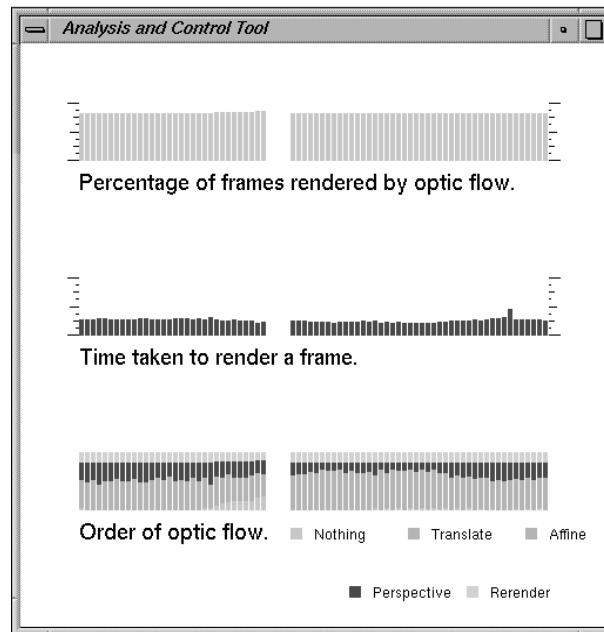 Analysis and Control Tool
Percentage of frames rendered by optic flow.
Time taken to render a frame.
Order of optic flow.
Nothing
Translate
Affine
Perspective
Rerender